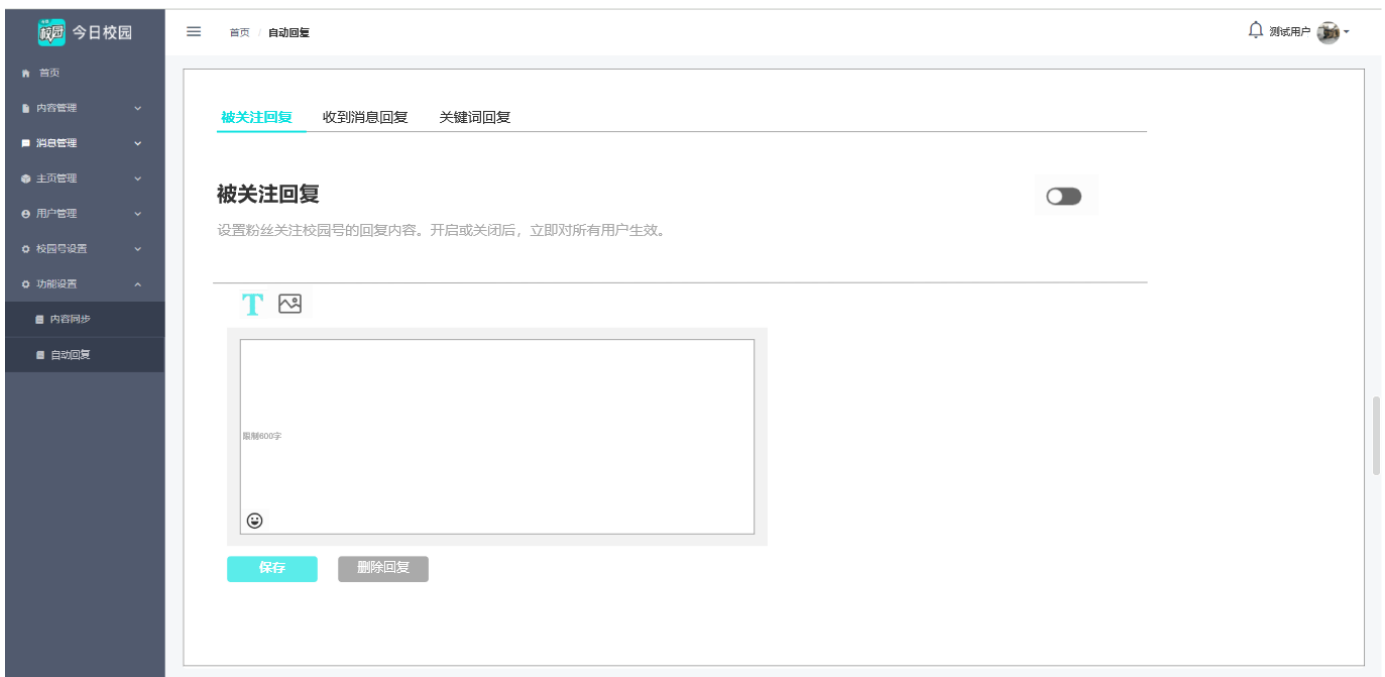 校园 今日校园
首页 / 自动回复
测试用户
首页
内容管理
消息管理
主页管理
用户管理
校园号设置
功能设置
内容同步
自动回复
被关注回复 收到消息回复 关键词回复
被关注回复
设置粉丝关注校园号的回复内容。开启或关闭后，立即对所有用户生效。
T
限制600字
保存 删除回复